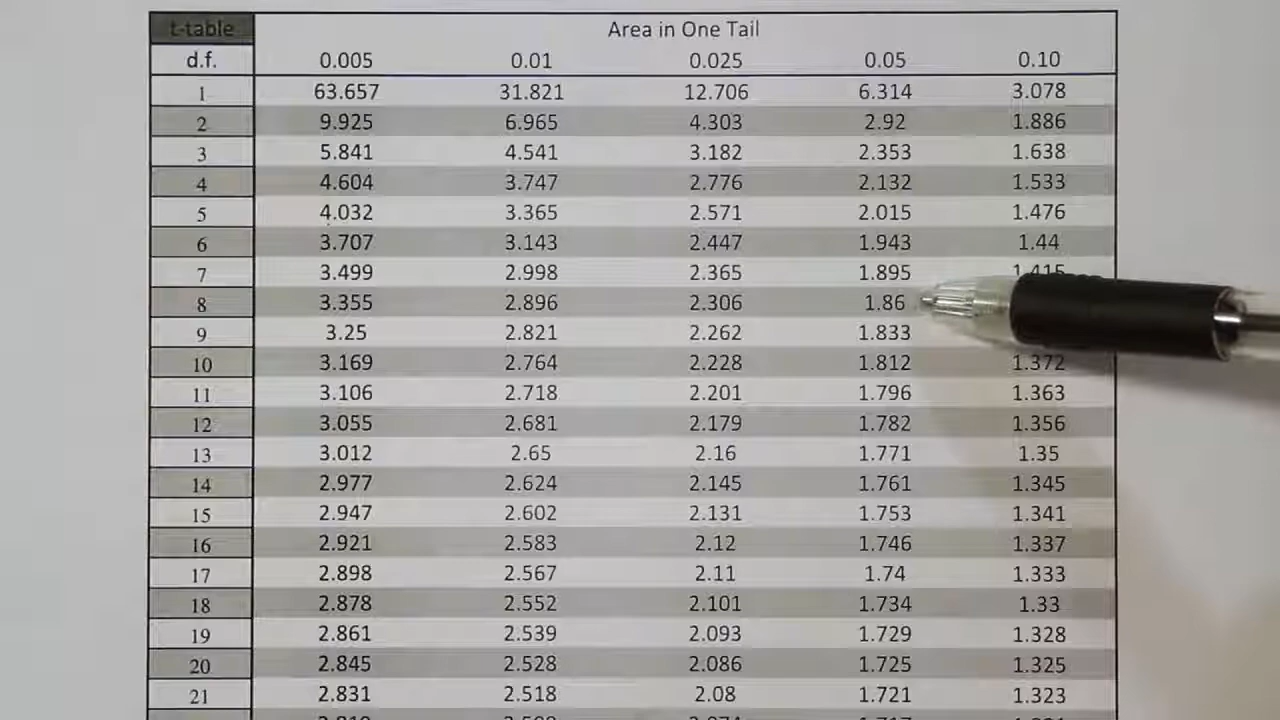 t-table Area in One Tail
d.f. 0.005 0.01 0.025 0.05 0.10
1 63.657 31.821 12.706 6.314 3.078
2 9.925 6.965 4.303 2.92 1.886
3 5.841 4.541 3.182 2.353 1.638
4 4.604 3.747 2.776 2.132 1.533
5 4.032 3.365 2.571 2.015 1.476
6 3.707 3.143 2.447 1.943 1.44
7 3.499 2.998 2.365 1.895 1.415
8 3.355 2.896 2.306 1.86
9 3.25 2.821 2.262 1.833
10 3.169 2.764 2.228 1.812 1.372
11 3.106 2.718 2.201 1.796 1.363
12 3.055 2.681 2.179 1.782 1.356
13 3.012 2.65 2.16 1.771 1.35
14 2.977 2.624 2.145 1.761 1.345
15 2.947 2.602 2.131 1.753 1.341
16 2.921 2.583 2.12 1.746 1.337
17 2.898 2.567 2.11 1.74 1.333
18 2.878 2.552 2.101 1.734 1.33
19 2.861 2.539 2.093 1.729 1.328
20 2.845 2.528 2.086 1.725 1.325
21 2.831 2.518 2.08 1.721 1.323